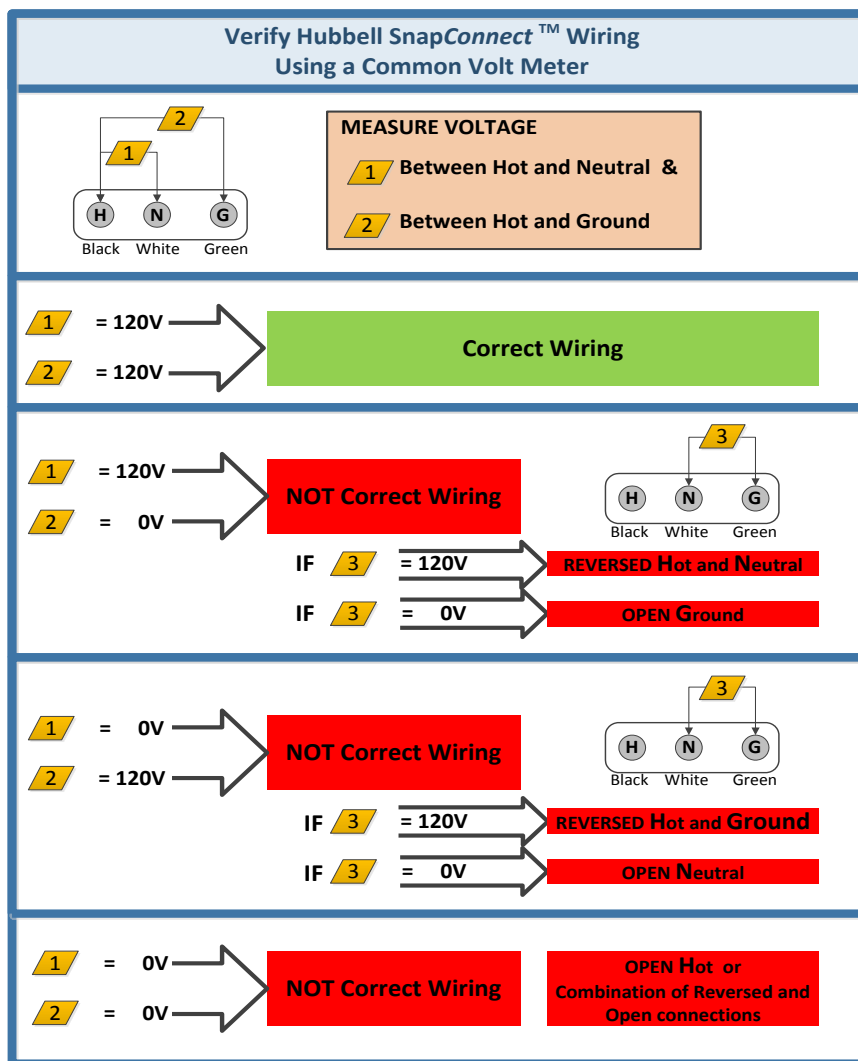 Verify Hubbell SnapConnect ™ Wiring
Using a Common Volt Meter
2
1
H N G
Black White Green
MEASURE VOLTAGE
1 Between Hot and Neutral &
2 Between Hot and Ground
1 = 120V
2 = 120V
Correct Wiring
1 = 120V
2 = 0V
NOT Correct Wiring
3
H N G
Black White Green
IF 3 = 120V REVERSED Hot and Neutral
IF 3 = 0V OPEN Ground
1 = 0V
2 = 120V
NOT Correct Wiring
3
H N G
Black White Green
IF 3 = 120V REVERSED Hot and Ground
IF 3 = 0V OPEN Neutral
1 = 0V
2 = 0V
NOT Correct Wiring
OPEN Hot or
Combination of Reversed and
Open connections